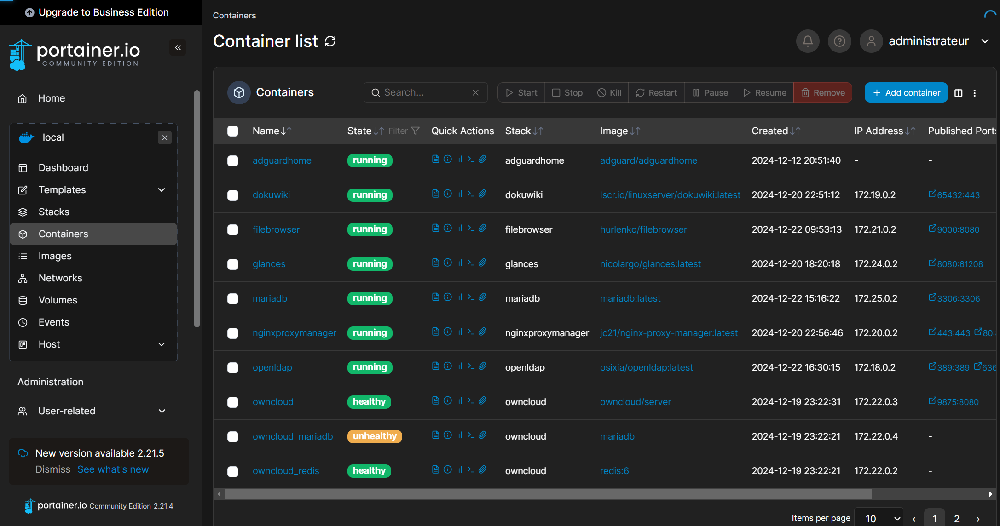 Upgrade to Business Edition
portainer.io
COMMUNITY EDITION
Home
local
Dashboard
Templates
Stacks
Containers
Images
Networks
Volumes
Events
Host
Administration
User-related
New version available 2.21.5
Dismiss See what's new
portainer.io Community Edition 2.21.4
Containers
Container list
administrateur
Containers
Search...
Start Stop Kill Restart Pause Resume Remove
Add container
Name State Filter Quick Actions Stack Image Created IP Address Published Ports
adguardhome running adguardhome adguard/adguardhome 2024-12-12 20:51:40 - -
dokuwiki running dokuwiki lscr.io/linuxserver/dokuwiki:latest 2024-12-20 22:51:12 172.19.0.2 65432:443
filebrowser running filebrowser hurlenko/filebrowser 2024-12-22 09:53:13 172.21.0.2 9000:8080
glances running glances nicolargo/glances:latest 2024-12-20 18:20:18 172.24.0.2 8080:61208
mariadb running mariadb mariadb:latest 2024-12-22 15:16:22 172.25.0.2 3306:3306
nginxproxymanager running nginxproxymanager jc21/nginx-proxy-manager:latest 2024-12-20 22:56:46 172.20.0.2 443:443 80:
openldap running openldap osixia/openldap:latest 2024-12-22 16:30:15 172.18.0.2 389:389 636
owncloud healthy owncloud owncloud/server 2024-12-19 23:22:31 172.22.0.3 9875:8080
owncloud_mariadb unhealthy owncloud mariadb 2024-12-19 23:22:21 172.22.0.4 -
owncloud_redis healthy owncloud redis:6 2024-12-19 23:22:21 172.22.0.2 -
Items per page 10 ‹ 1 2 ›